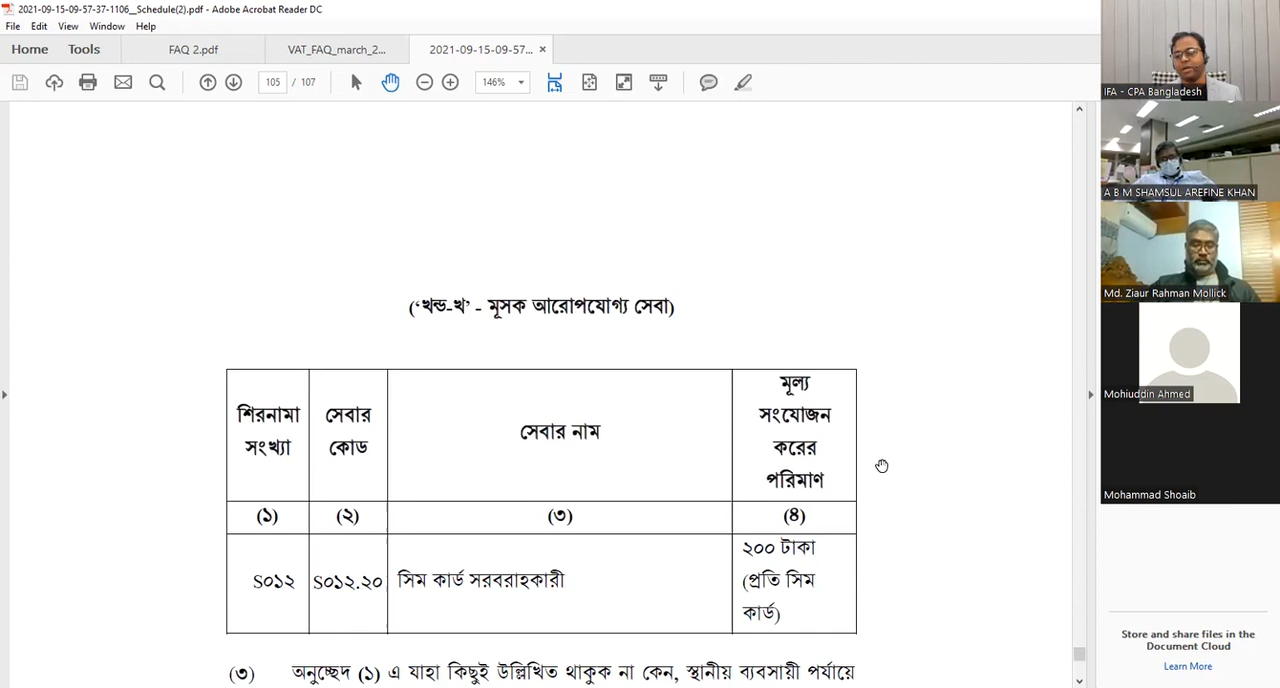 2021-09-15-09-57-37-1106__Schedule(2).pdf - Adobe Acrobat Reader DC
File Edit View Window Help
Home Tools FAQ 2.pdf VAT_FAQ_march_2... 2021-09-15-09-57... ×
105 / 107 146%
IFA - CPA Bangladesh
A B M SHAMSUL AREFINE KHAN
Md. Ziaur Rahman Mollick
Mohiuddin Ahmed
Mohammad Shoaib
(‘খন্ড-খ’ - মূসক আরোপযোগ্য সেবা)
শিরনামা সংখ্যা
সেবার কোড
সেবার নাম
মূল্য
সংযোজন
করের
পরিমাণ
(১) (২) (৩) (৪)
S০১২ S০১২.২০ সিম কার্ড সরবরাহকারী
২০০ টাকা
(প্রতি সিম
কার্ড)
(৩) অনুচ্ছেদ (১) এ যাহা কিছুই উল্লিখিত থাকুক না কেন, স্থানীয় ব্যবসায়ী পর্যায়ে
Store and share files in the
Document Cloud
Learn More